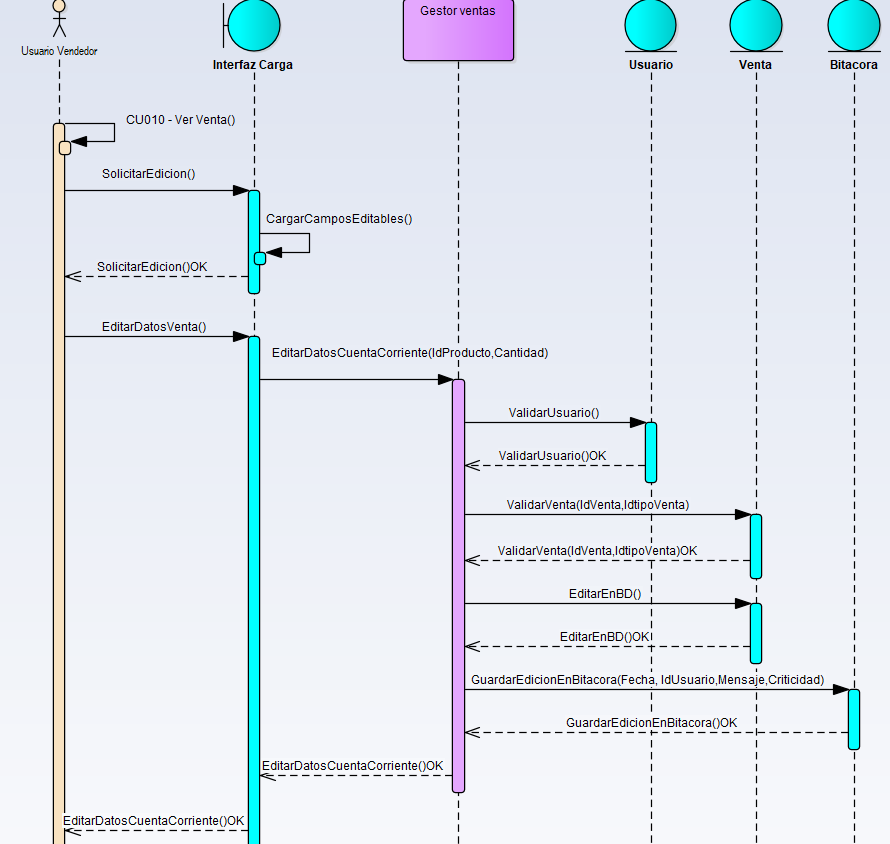 Gestor ventas
Usuario Vendedor
Interfaz Carga
Usuario
Venta
Bitacora
CU010 - Ver Venta()
SolicitarEdicion()
CargarCamposEditables()
SolicitarEdicion()OK
EditarDatosVenta()
EditarDatosCuentaCorriente(IdProducto,Cantidad)
ValidarUsuario()
ValidarUsuario()OK
ValidarVenta(IdVenta,IdtipoVenta)
ValidarVenta(IdVenta,IdtipoVenta)OK
EditarEnBD()
EditarEnBD()OK
GuardarEdicionEnBitacora(Fecha, IdUsuario,Mensaje,Criticidad)
GuardarEdicionEnBitacora()OK
EditarDatosCuentaCorriente()OK
EditarDatosCuentaCorriente()OK